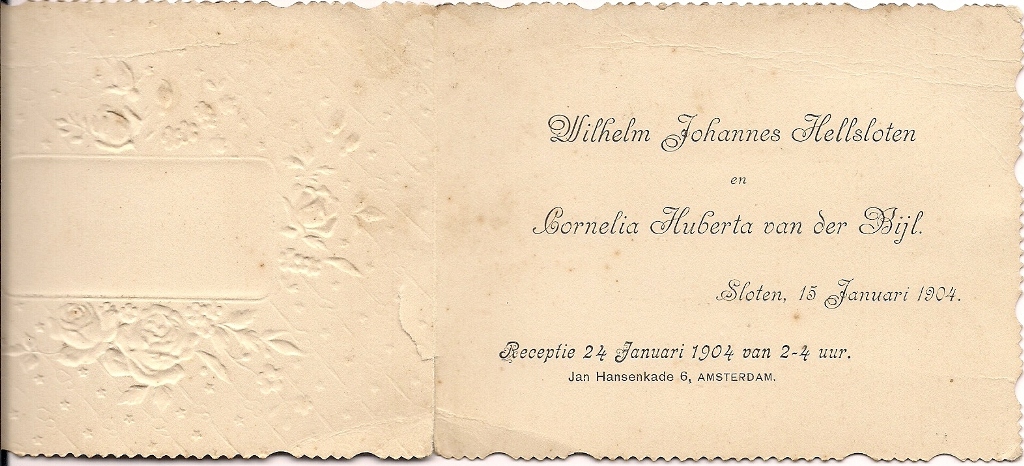 Wilhelm Johannes Hellsloten
en
Cornelia Huberta van der Bijl.
Sloten, 15 Januari 1904.
Receptie 24 Januari 1904 van 2-4 uur.
Jan Hansenkade 6, AMSTERDAM.